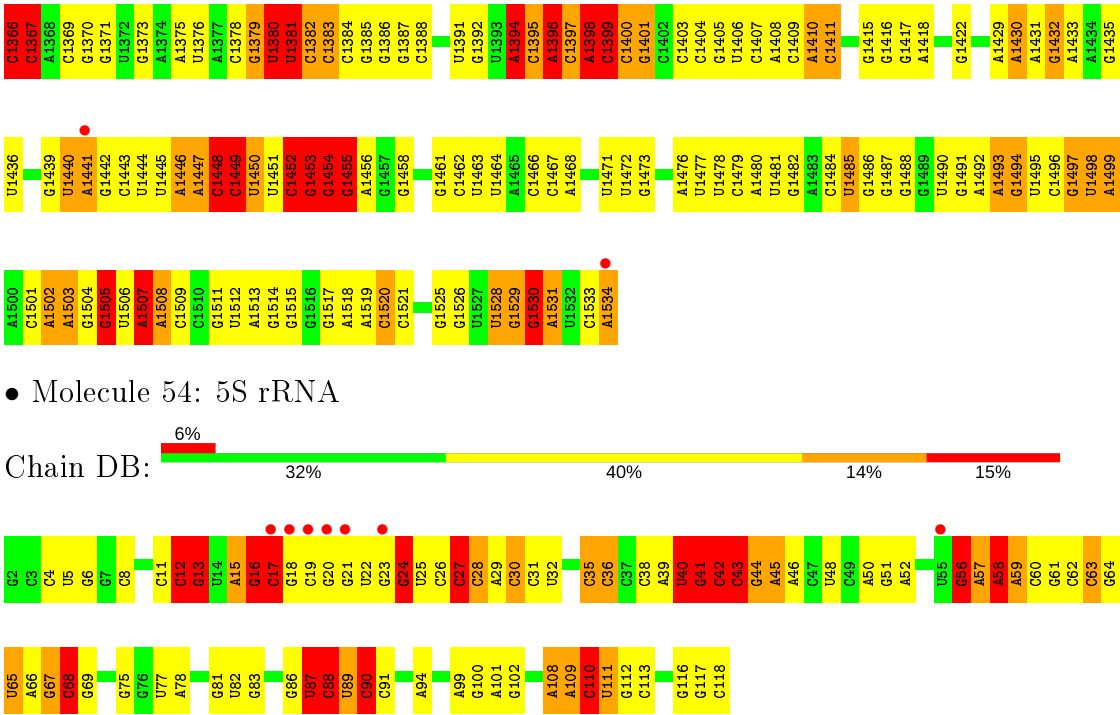 C1366 C1367 A1368 C1369 G1370 G1371 U1372 G1373 A1374 A1375 U1376 A1377 C1378 G1379 U1380 U1381 C1382 C1383 C1384 G1385 G1386 G1387 C1388 U1391 G1392 U1393 A1394 C1395 A1396 C1397 A1398 C1399 C1400 G1401 C1402 C1403 C1404 G1405 U1406 C1407 A1408 C1409 A1410 C1411 G1415 G1416 G1417 A1418 G1422 A1429 A1430 A1431 G1432 A1433 A1434 G1435
U1436 G1439 U1440 A1441 G1442 C1443 U1444 U1445 A1446 A1447 C1448 C1449 U1450 U1451 C1452 G1453 G1454 G1455 A1456 G1457 G1458 G1461 C1462 U1463 U1464 A1465 C1466 C1467 A1468 U1471 U1472 G1473 A1476 U1477 U1478 C1479 A1480 U1481 G1482 A1483 C1484 U1485 G1486 G1487 G1488 G1489 U1490 G1491 A1492 A1493 G1494 U1495 C1496 G1497 U1498 A1499
A1500 C1501 A1502 A1503 G1504 G1505 U1506 A1507 A1508 C1509 C1510 G1511 U1512 A1513 G1514 G1515 G1516 G1517 A1518 A1519 C1520 C1521 G1525 G1526 U1527 U1528 G1529 G1530 A1531 U1532 C1533 A1534
• Molecule 54: 5S rRNA
6%
Chain DB:
32% 40% 14% 15%
G2 C3 C4 U5 G6 G7 C8 C11 C12 G13 U14 A15 G16 C17 G18 C19 G20 G21 U22 G23 G24 U25 C26 C27 C28 A29 C30 C31 U32 C35 C36 C37 C38 A39 U40 G41 C42 C43 G44 A45 A46 C47 U48 C49 A50 G51 A52 U55 G56 A57 A58 A59 C60 G61 C62 C63 G64
U65 A66 G67 C68 G69 G75 G76 U77 A78 G81 U82 G83 G86 U87 C88 U89 C90 C91 A94 A99 G100 A101 G102 A108 A109 C110 U111 G112 C113 G116 G117 C118